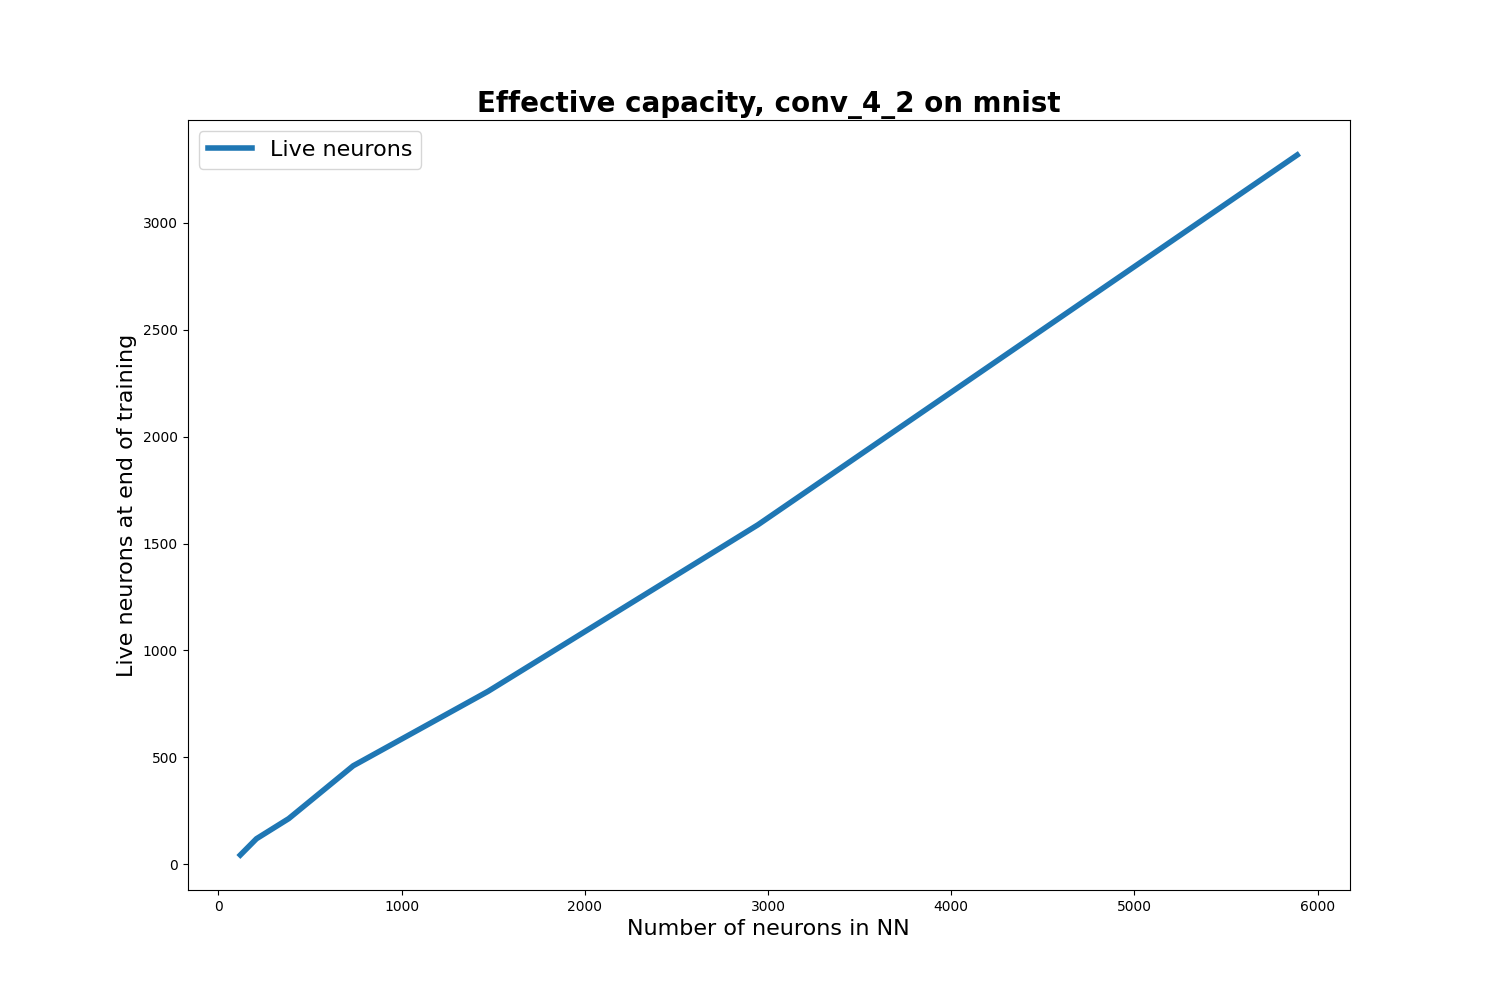 Effective capacity, conv_4_2 on mnist
Live neurons
Live neurons at end of training
3000
2500
2000
1500
1000
500
0
0 1000 2000 3000 4000 5000 6000
Number of neurons in NN